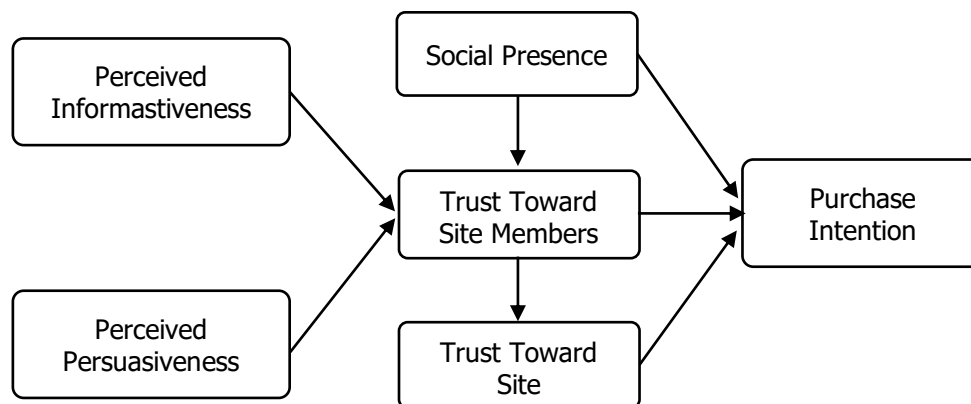 Perceived
Informastiveness
Social Presence
Trust Toward
Site Members
Purchase
Intention
Perceived
Persuasiveness
Trust Toward
Site